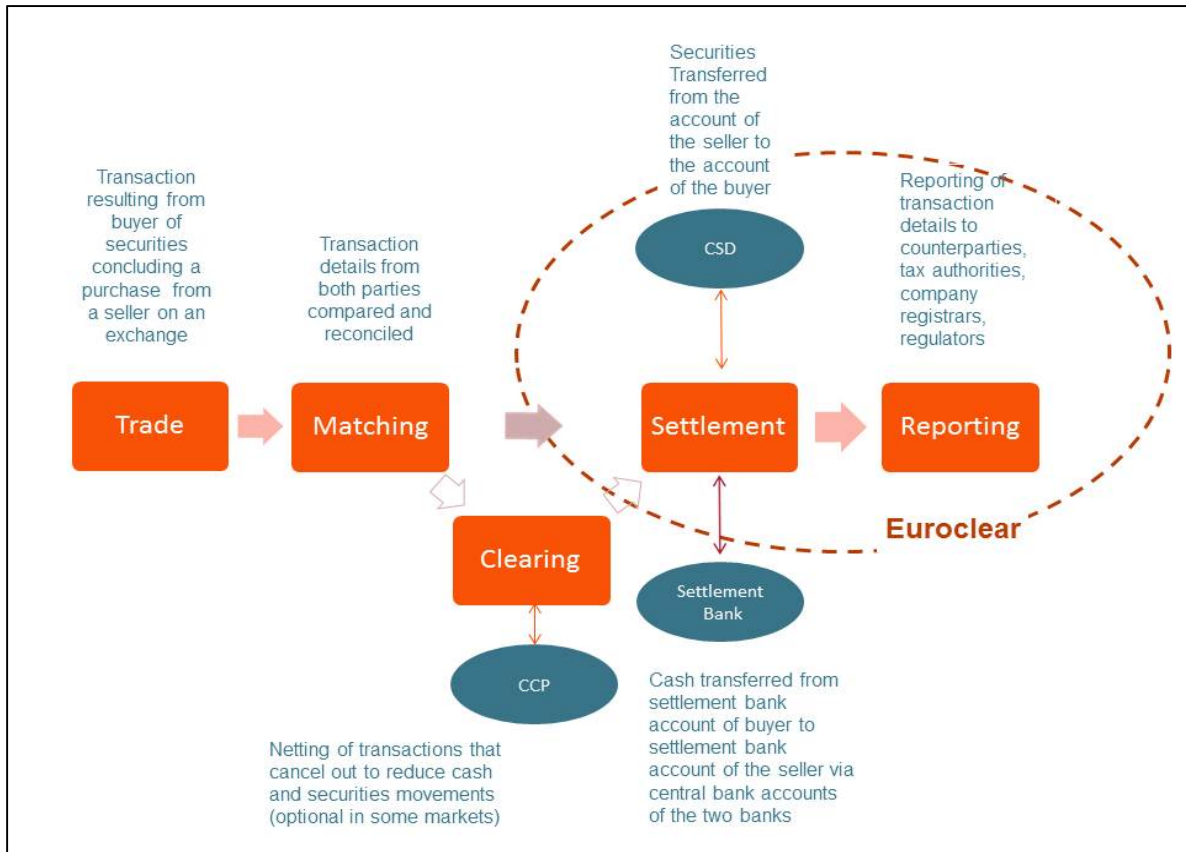 Securities
Transferred
from the
account of
the seller to
the account
of the buyer
Transaction
resulting from
buyer of
securities
concluding a
purchase from
a seller on an
exchange
Transaction
details from
both parties
compared and
reconciled
Reporting of
transaction
details to
counterparties,
tax authorities,
company
registrars,
regulators
CSD
Trade
Matching
Settlement
Reporting
Euroclear
Clearing
Settlement
Bank
CCP
Cash transferred from
settlement bank
account of buyer to
settlement bank
account of the seller via
central bank accounts
of the two banks
Netting of transactions that
cancel out to reduce cash
and securities movements
(optional in some markets)